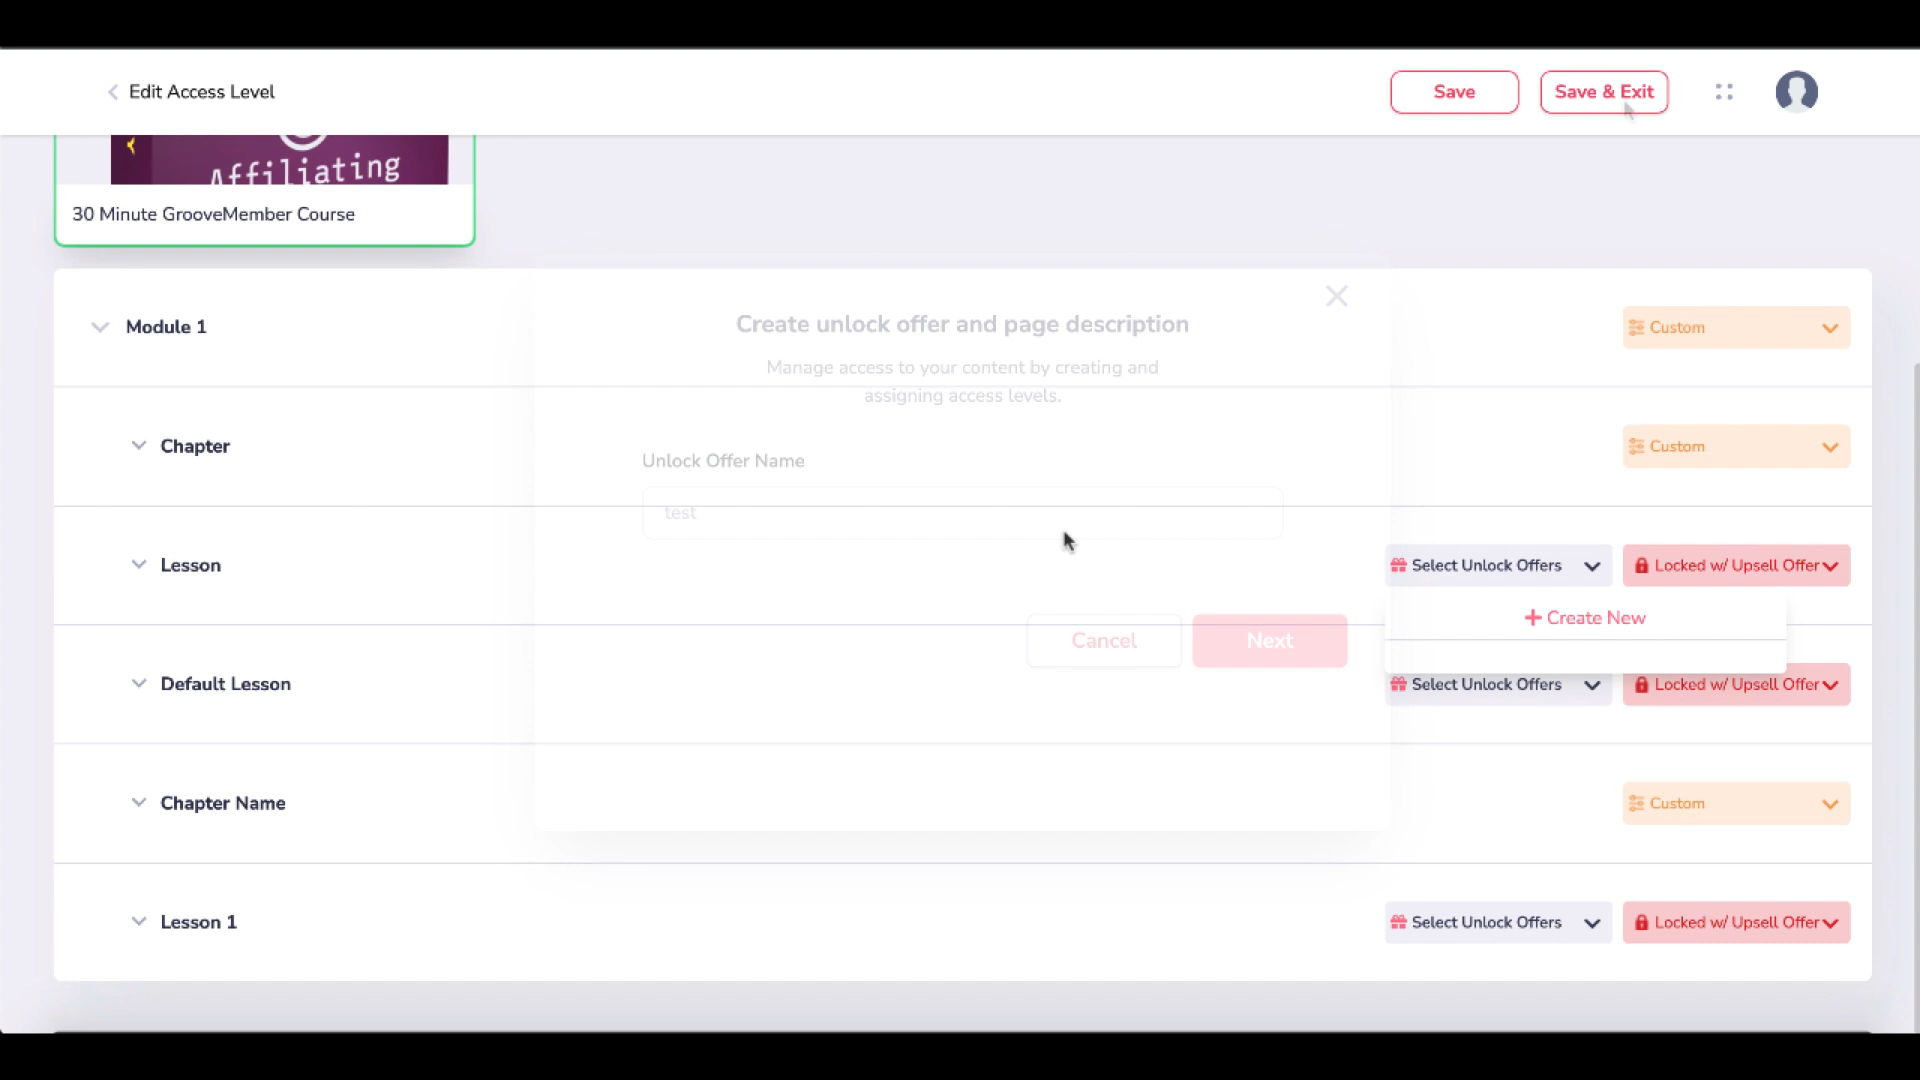 Edit Access Level
Save
Save & Exit
Affiliating
30 Minute GrooveMember Course
Create unlock offer and page description
Manage access to your content by creating and
assigning access levels.
Module 1
Custom
Chapter
Custom
Unlock Offer Name
test
Lesson
Select Unlock Offers
Locked w/ Upsell Offer
Create New
Cancel
Next
Default Lesson
Select Unlock Offers
Locked w/ Upsell Offer
Chapter Name
Custom
Lesson 1
Select Unlock Offers
Locked w/ Upsell Offer